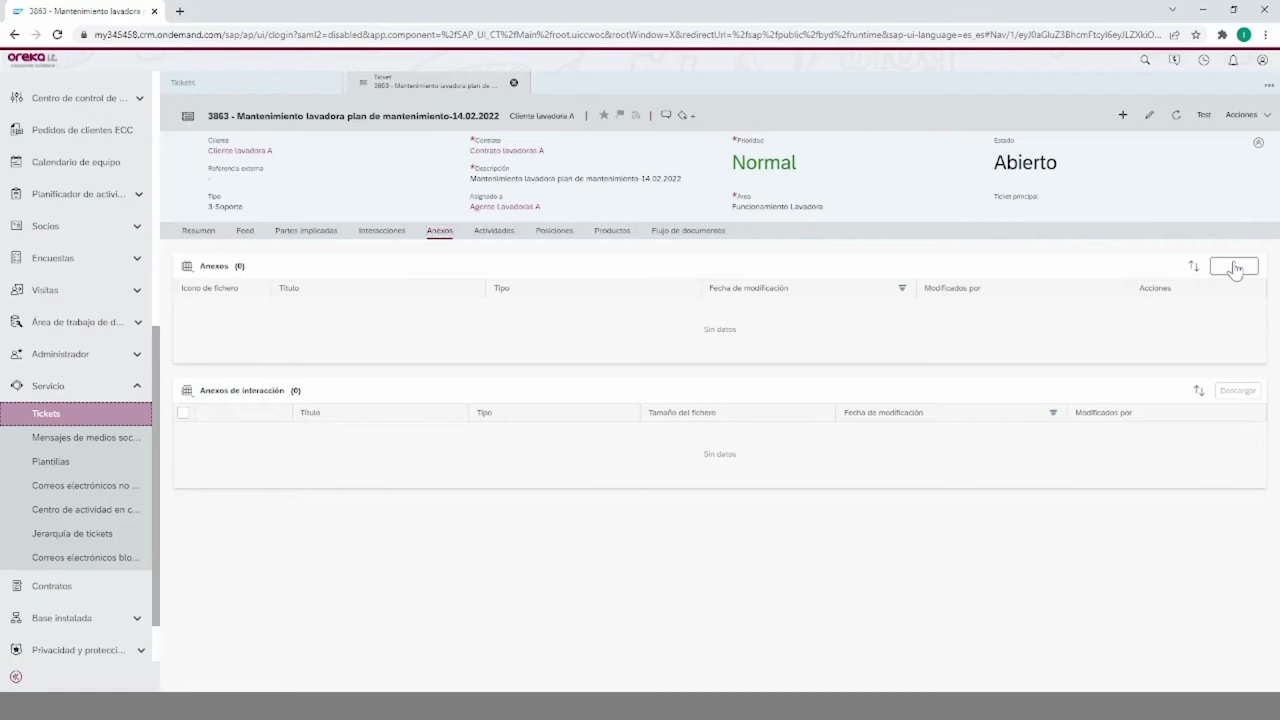 3863 - Mantenimiento lavadora
my345458.crm.ondemand.com/sap/ap/ui/clogin?saml2=disabled&app.component=%2fSAP_UI_CT%2fMain%2froot.uiccwoc&rootWindow=X&redirectUrl=%2fsap%2fpublic%2fbyd%2fruntime&sap-ui-language=es_es#Nav/1/
I
oreka i.t.
Tickets
Ticket
3863 - Mantenimiento lavadora plan de ...
Centro de control de ...
Pedidos de clientes ECC
Calendario de equipo
Planificador de activi...
Socios
Encuestas
Visitas
Área de trabajo de d...
Administrador
Servicio
Tickets
Mensajes de medios soc...
Plantillas
Correos electrónicos no ...
Centro de actividad en c...
Jerarquía de tickets
Correos electrónicos blo...
Contratos
Base instalada
Privacidad y protecci...
3863 - Mantenimiento lavadora plan de mantenimiento-14.02.2022 Cliente lavadora A
Test Acciones
Cliente
Cliente lavadora A
Referencia externa
-
Tipo
3-Soporte
*Contrato
Contrato lavadoras A
*Descripción
Mantenimiento lavadora plan de mantenimiento-14.02.2022
Asignado a
Agente Lavadoras A
*Prioridad
Normal
*Área
Funcionamiento Lavadora
Estado
Abierto
Ticket principal
Resumen Feed Partes implicadas Interacciones Anexos Actividades Posiciones Productos Flujo de documentos
Anexos (0)
Icono de fichero Título Tipo Fecha de modificación Modificados por Acciones
Sin datos
Anexos de interacción (0)
Descargar
Título Tipo Tamaño del fichero Fecha de modificación Modificados por
Sin datos